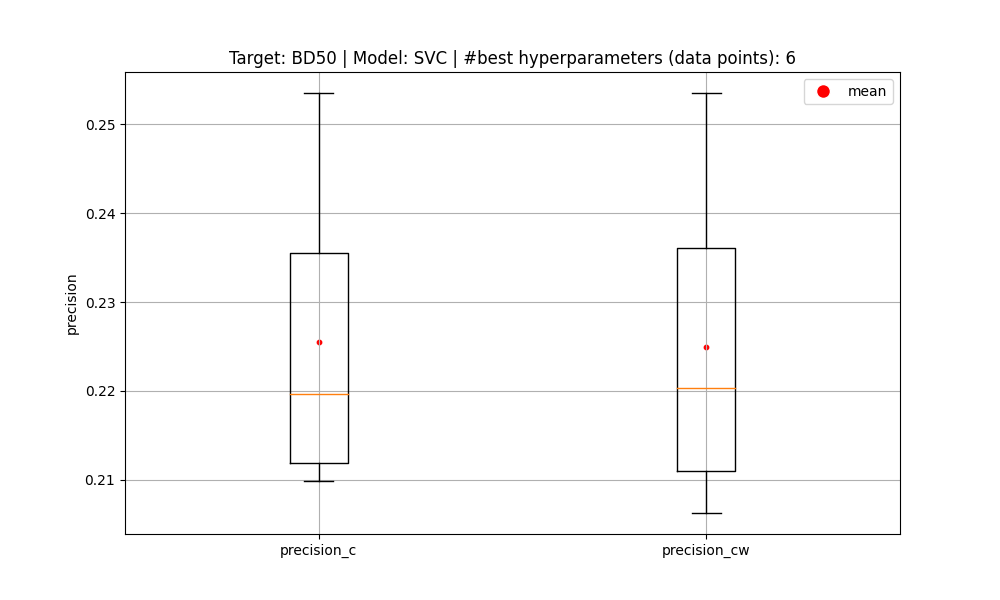 Target: BD50 | Model: SVC | #best hyperparameters (data points): 6
mean
0.25
0.24
0.23
0.22
0.21
precision
precision_c
precision_cw